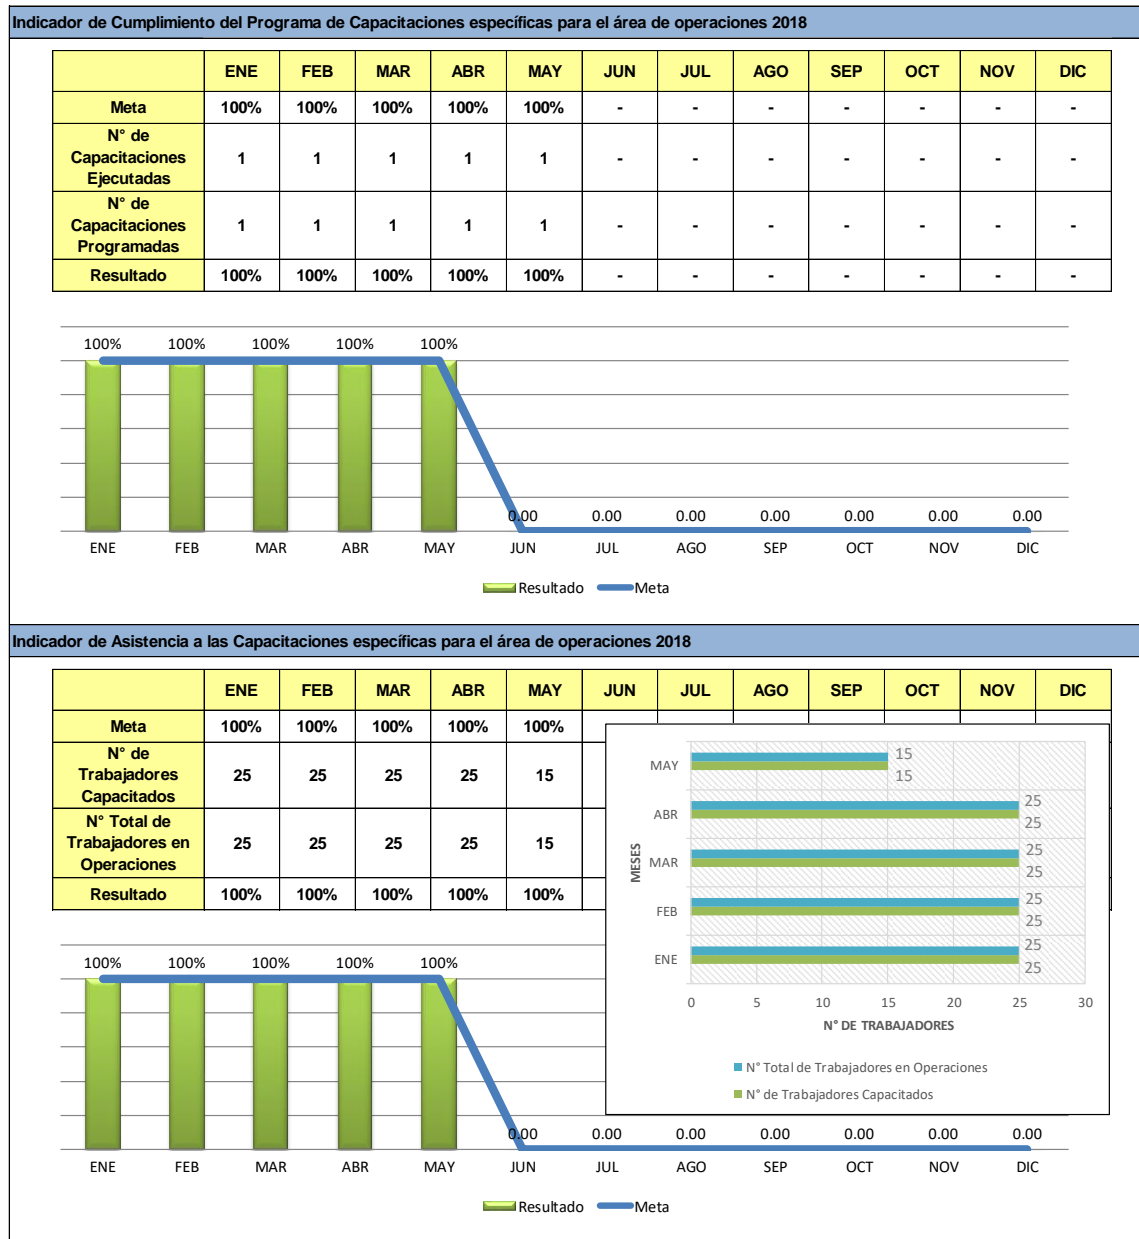 Indicador de Cumplimiento del Programa de Capacitaciones específicas para el área de operaciones 2018
ENE FEB MAR ABR MAY JUN JUL AGO SEP OCT NOV DIC
Meta 100% 100% 100% 100% 100% - - - - - - -
N° de
Capacitaciones
Ejecutadas
1 1 1 1 1 - - - - - - -
N° de
Capacitaciones
Programadas
1 1 1 1 1 - - - - - - -
Resultado 100% 100% 100% 100% 100% - - - - - - -
100% 100% 100% 100% 100%
0.00 0.00 0.00 0.00 0.00 0.00 0.00
ENE FEB MAR ABR MAY JUN JUL AGO SEP OCT NOV DIC
Resultado Meta
Indicador de Asistencia a las Capacitaciones específicas para el área de operaciones 2018
ENE FEB MAR ABR MAY JUN JUL AGO SEP OCT NOV DIC
Meta 100% 100% 100% 100% 100%
N° de
Trabajadores
Capacitados
25 25 25 25 15
N° Total de
Trabajadores en
Operaciones
25 25 25 25 15
Resultado 100% 100% 100% 100% 100%
MESES
MAY 15
15
ABR 25
25
MAR 25
25
FEB 25
25
ENE 25
25
0 5 10 15 20 25 30
N° DE TRABAJADORES
N° Total de Trabajadores en Operaciones
N° de Trabajadores Capacitados
100% 100% 100% 100% 100%
0.00 0.00 0.00 0.00 0.00 0.00 0.00
ENE FEB MAR ABR MAY JUN JUL AGO SEP OCT NOV DIC
Resultado Meta